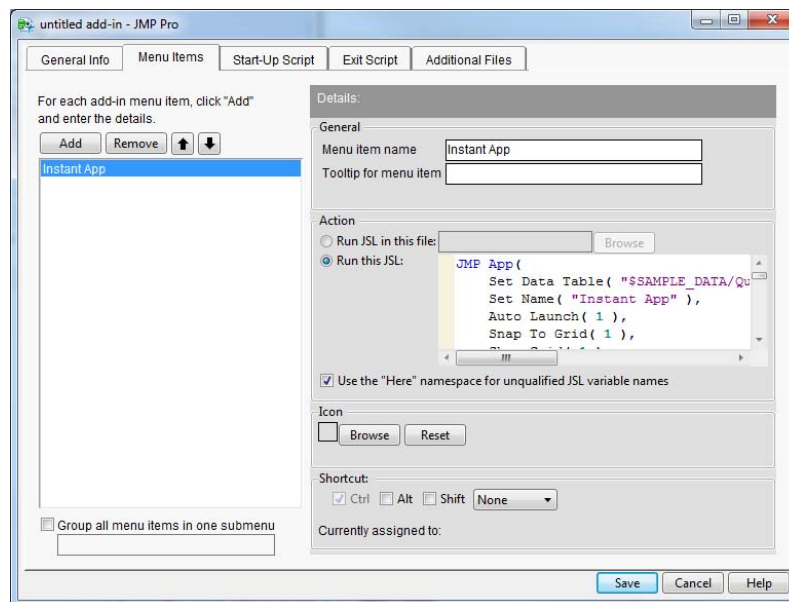 untitled add-in - JMP Pro
General Info Menu Items Start-Up Script Exit Script Additional Files
For each add-in menu item, click "Add"
and enter the details.
Add Remove
Instant App
Group all menu items in one submenu
Details:
General
Menu item name Instant App
Tooltip for menu item
Action
Run JSL in this file: Browse
Run this JSL:
JMP App(
Set Data Table( "$SAMPLE_DATA/Qu
Set Name( "Instant App" ),
Auto Launch( 1 ),
Snap To Grid( 1 ),
Use the "Here" namespace for unqualified JSL variable names
Icon
Browse Reset
Shortcut:
Ctrl Alt Shift None
Currently assigned to:
Save Cancel Help